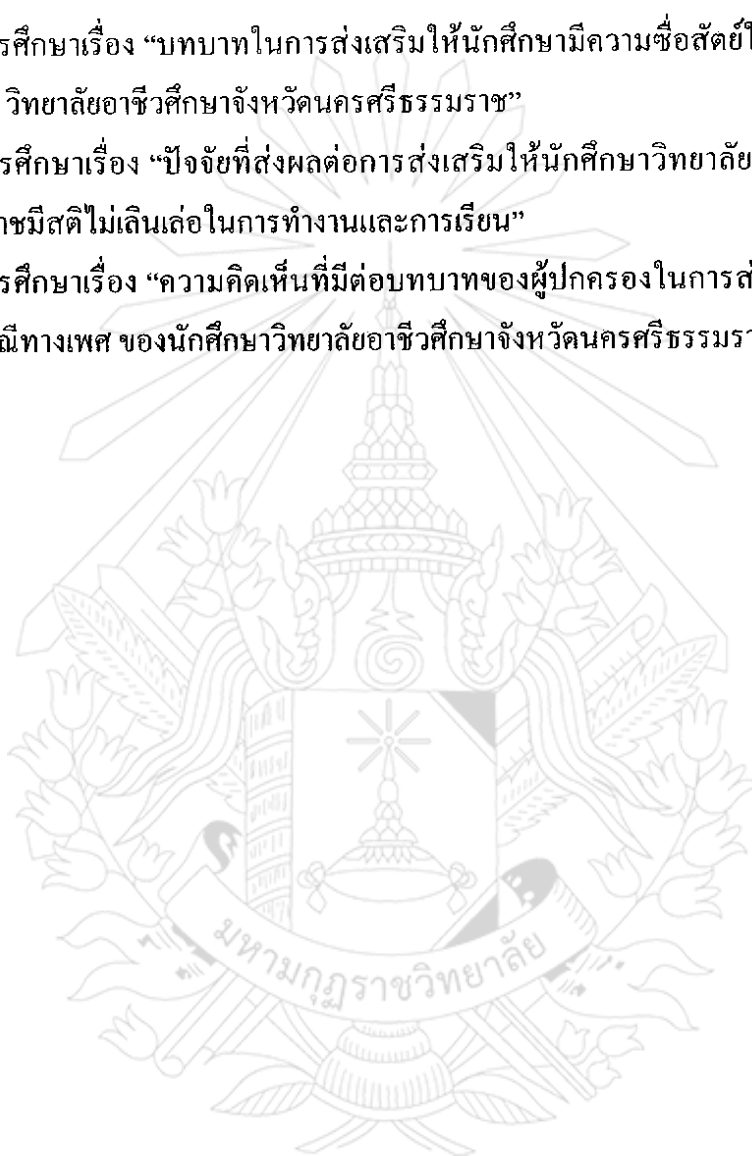 รศึกษาเรื่อง “บทบาทในการส่งเสริมให้นักศึกษามีความซื่อสัตย์ใ
วิทยาลัยอาชีวศึกษาจังหวัดนครศรีธรรมราช”
รศึกษาเรื่อง “ปัจจัยที่ส่งผลต่อการส่งเสริมให้นักศึกษาวิทยาลัย
าชมีสติไม่เลินเล่อในการทำงานและการเรียน”
รศึกษาเรื่อง “ความคิดเห็นที่มีต่อบทบาทของผู้ปกครองในการส่
ณีทางเพศ ของนักศึกษาวิทยาลัยอาชีวศึกษาจังหวัดนครศรีธรรมรา
มหามกุฏราชวิทยาลัย